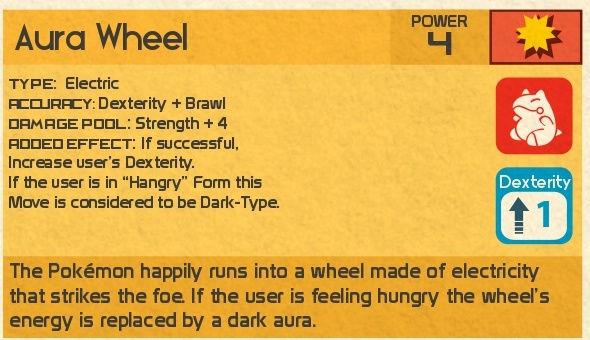 Aura Wheel
POWER
4
TYPE: Electric
ACCURACY: Dexterity + Brawl
DAMAGE POOL: Strength + 4
ADDED EFFECT: If successful,
Increase user's Dexterity.
If the user is in "Hangry" Form this
Move is considered to be Dark-Type.
Dexterity
1
The Pokémon happily runs into a wheel made of electricity
that strikes the foe. If the user is feeling hungry the wheel's
energy is replaced by a dark aura.